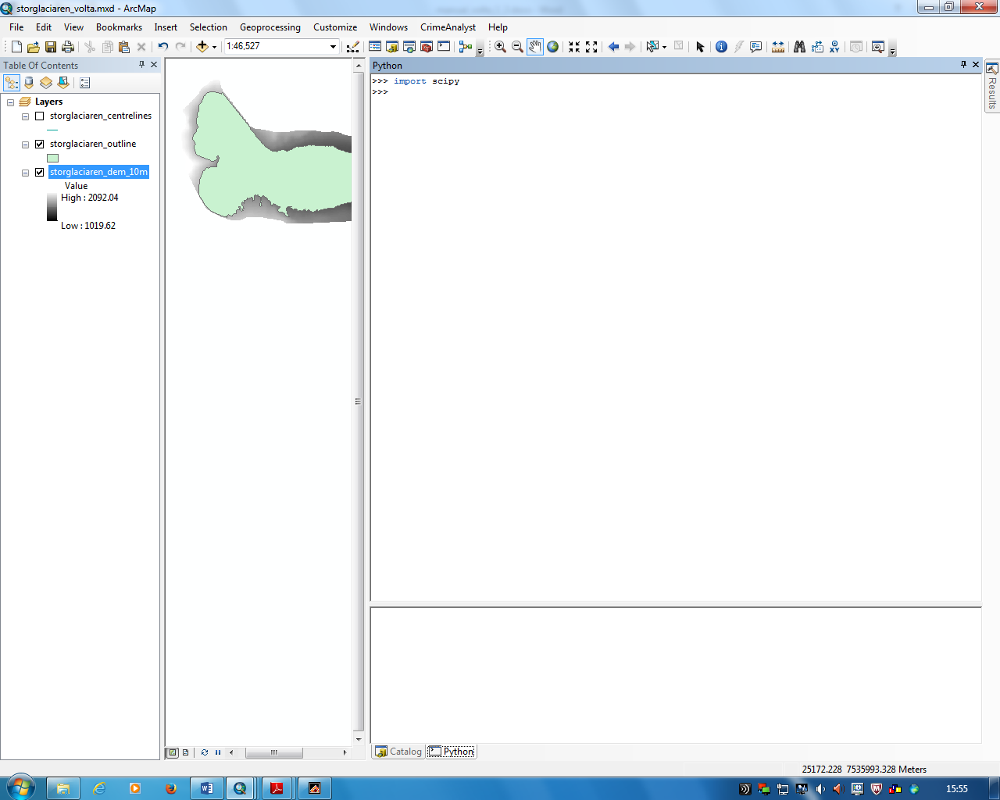 storglaciaren_volta.mxd - ArcMap
File Edit View Bookmarks Insert Selection Geoprocessing Customize Windows CrimeAnalyst Help
1:46,527
Table Of Contents
Layers
storglaciaren_centrelines
storglaciaren_outline
storglaciaren_dem_10m
Value
High : 2092.04
Low : 1019.62
Python
>>> import scipy
>>>
Results
Catalog Python
25172.228 7535993.328 Meters
15:55